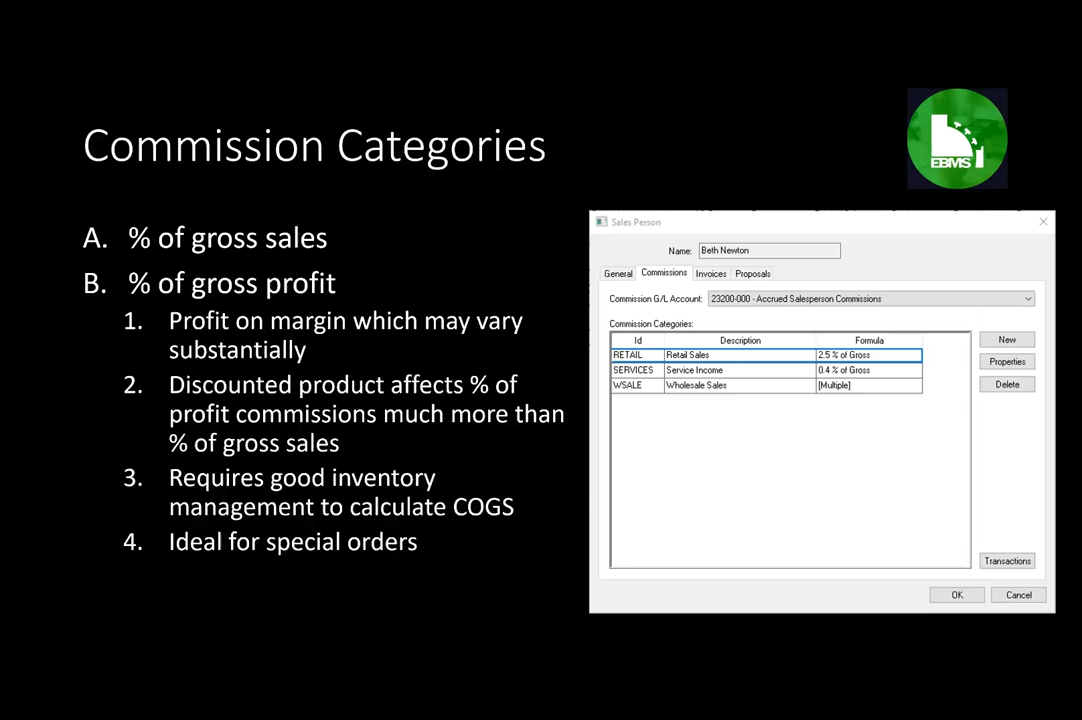 Commission Categories
EBMS
A. % of gross sales
B. % of gross profit
1. Profit on margin which may vary
substantially
2. Discounted product affects % of
profit commissions much more than
% of gross sales
3. Requires good inventory
management to calculate COGS
4. Ideal for special orders
Sales Person
Name: Beth Newton
General Commissions Invoices Proposals
Commission G/L Account: 23200-000 - Accrued Salesperson Commissions
Commission Categories:
Id Description Formula
RETAIL Retail Sales 2.5 % of Gross
SERVICES Service Income 0.4 % of Gross
WSALE Wholesale Sales [Multiple]
New
Properties
Delete
Transactions
OK Cancel